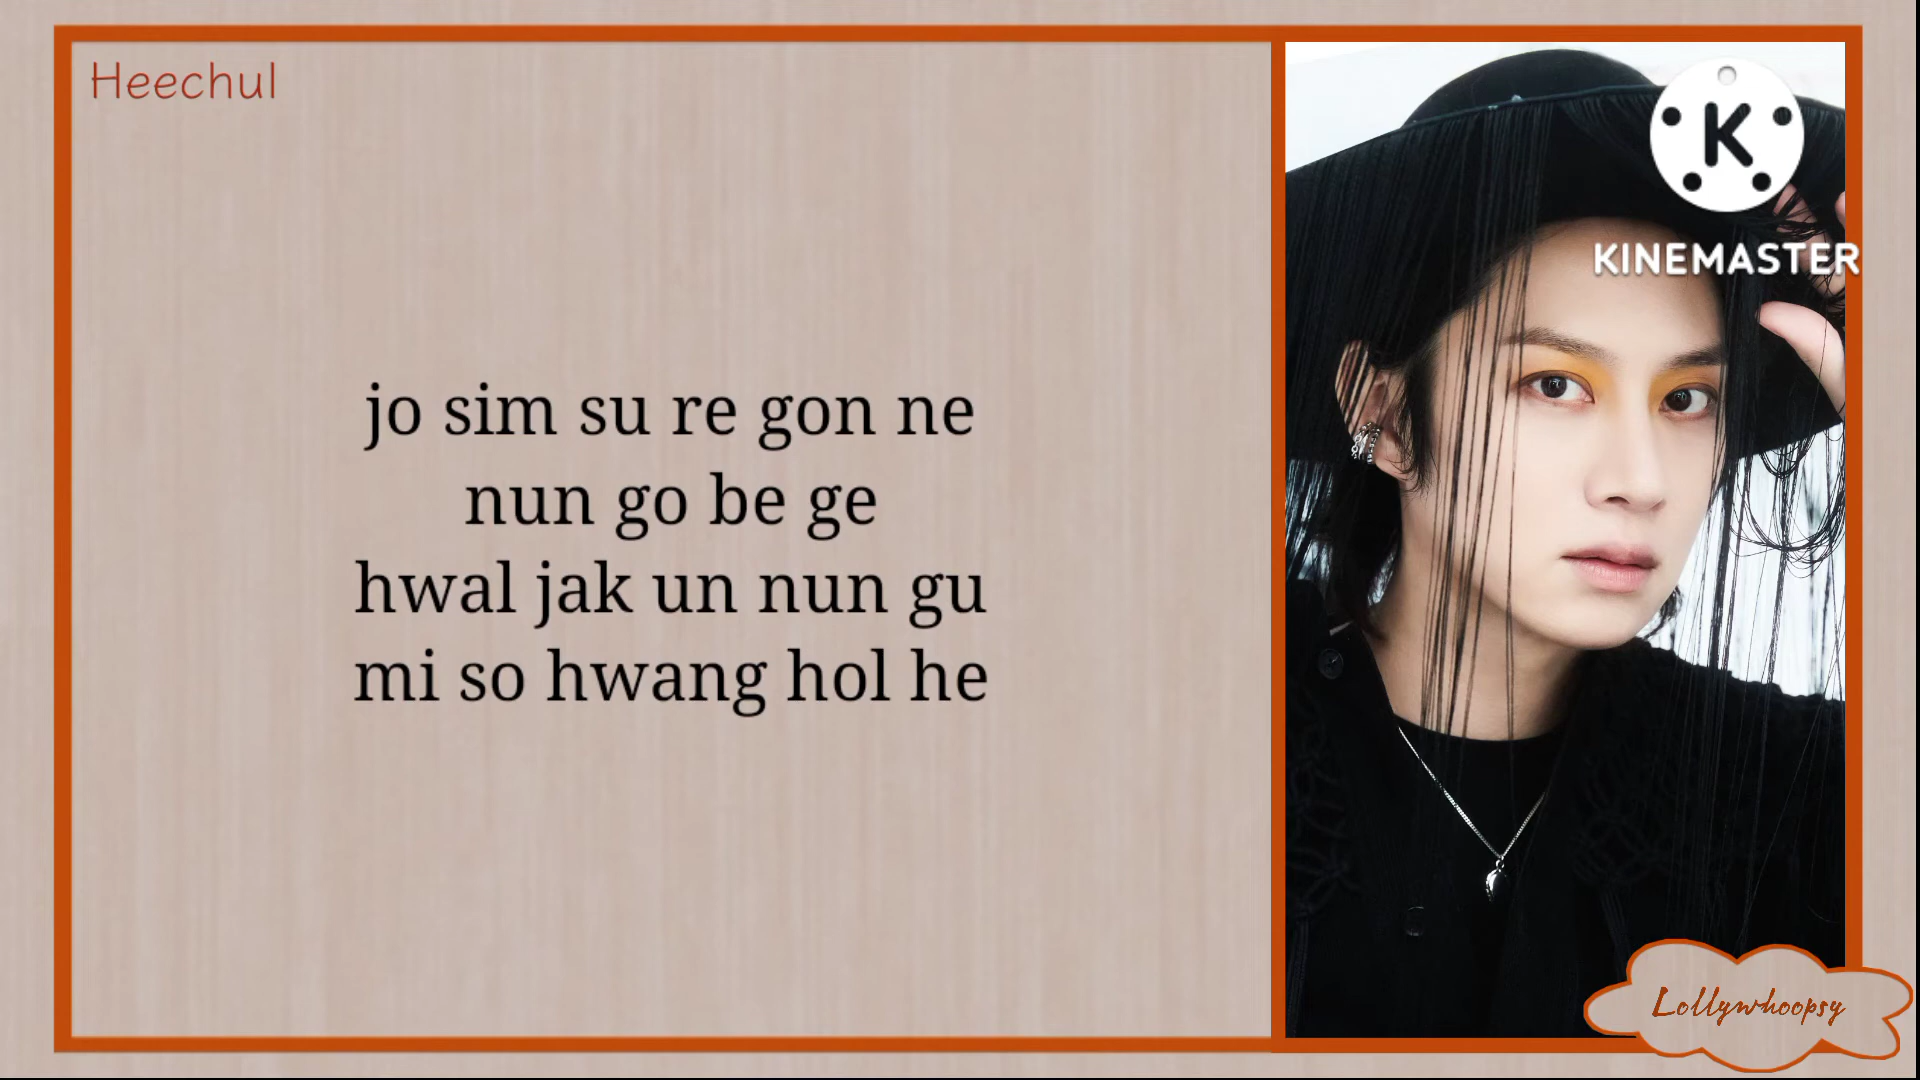 Heechul
jo sim su re gon ne
nun go be ge
hwal jak un nun gu
mi so hwang hol he
K
KINEMASTER
Lollywhoopsy